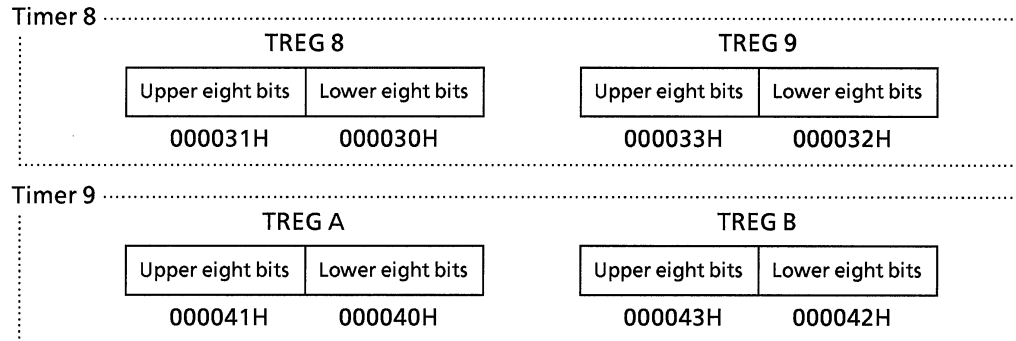 Timer 8
TREG 8 TREG 9
Upper eight bits Lower eight bits Upper eight bits Lower eight bits
000031H 000030H 000033H 000032H
Timer 9
TREG A TREG B
Upper eight bits Lower eight bits Upper eight bits Lower eight bits
000041H 000040H 000043H 000042H